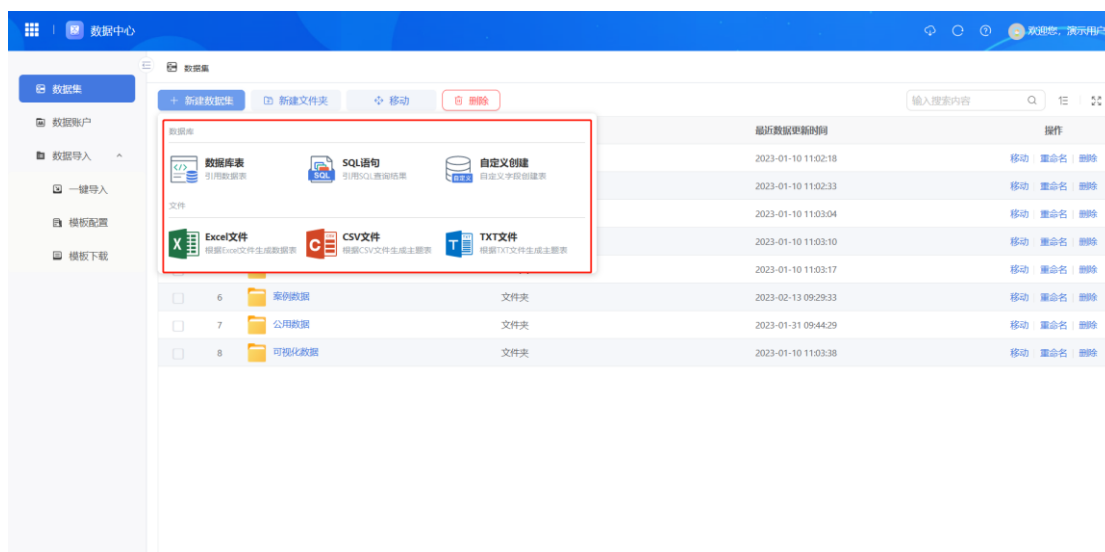 数据中心
欢迎您，演示用户
数据集
数据账户
数据导入
一键导入
模板配置
模板下载
数据集
+ 新建数据集 新建文件夹 移动 删除 输入搜索内容
最近数据更新时间 操作
数据库
数据库表 SQL语句 自定义创建
引用数据表 引用SQL查询结果 自定义字段创建表
文件
Excel文件 CSV文件 TXT文件
根据Excel文件生成数据表 根据CSV文件生成主题表 根据TXT文件生成主题表
2023-01-10 11:02:18 移动 重命名 删除
2023-01-10 11:02:33 移动 重命名 删除
2023-01-10 11:03:04 移动 重命名 删除
2023-01-10 11:03:10 移动 重命名 删除
2023-01-10 11:03:17 移动 重命名 删除
6 案例数据 文件夹 2023-02-13 09:29:33 移动 重命名 删除
7 公用数据 文件夹 2023-01-31 09:44:29 移动 重命名 删除
8 可视化数据 文件夹 2023-01-10 11:03:38 移动 重命名 删除